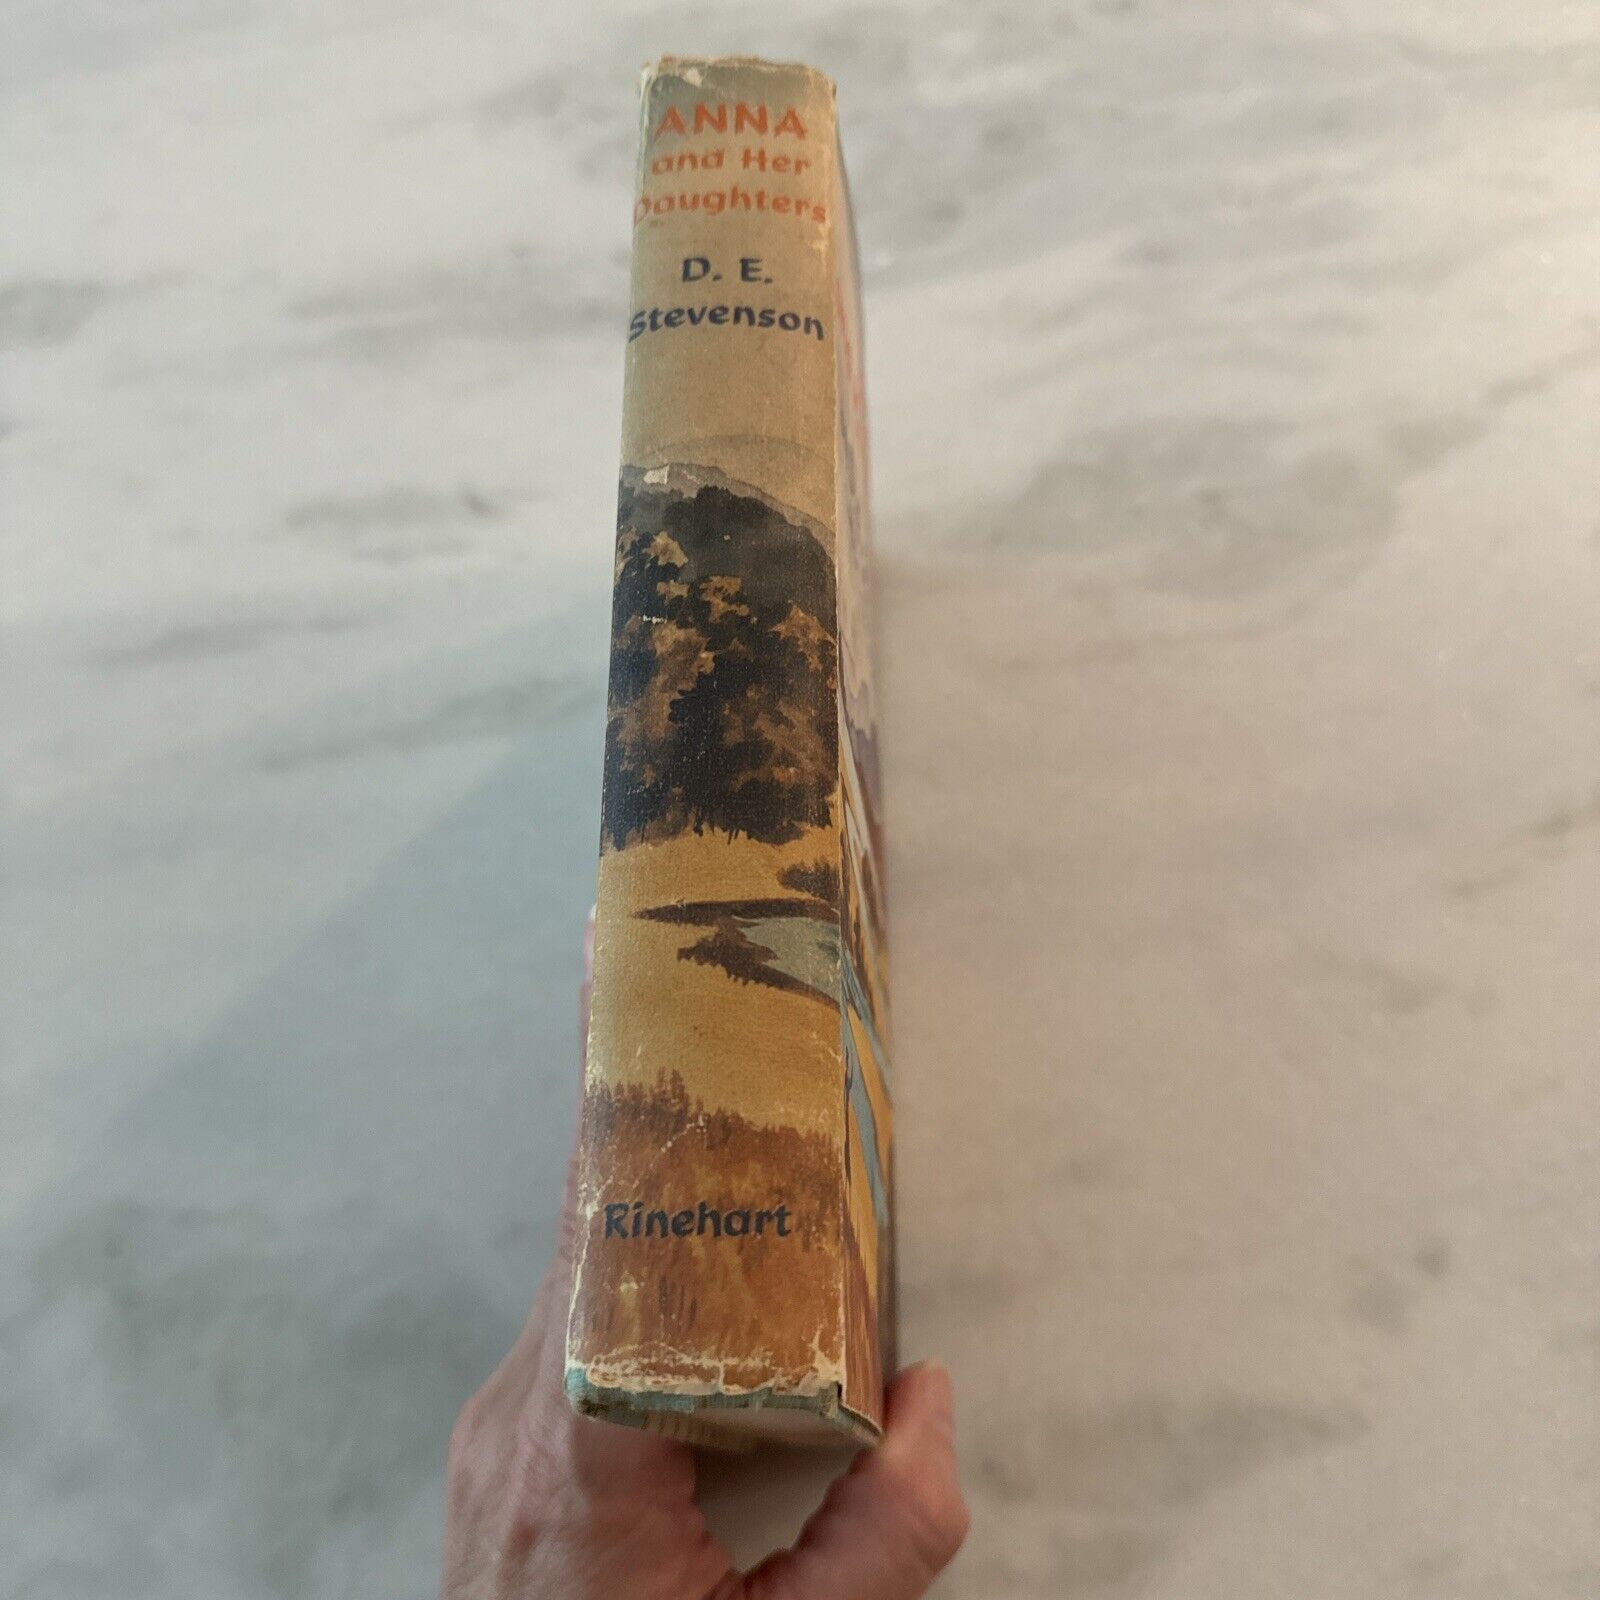 ANNA
and Her
Daughters
D. E.
Stevenson
Rinehart